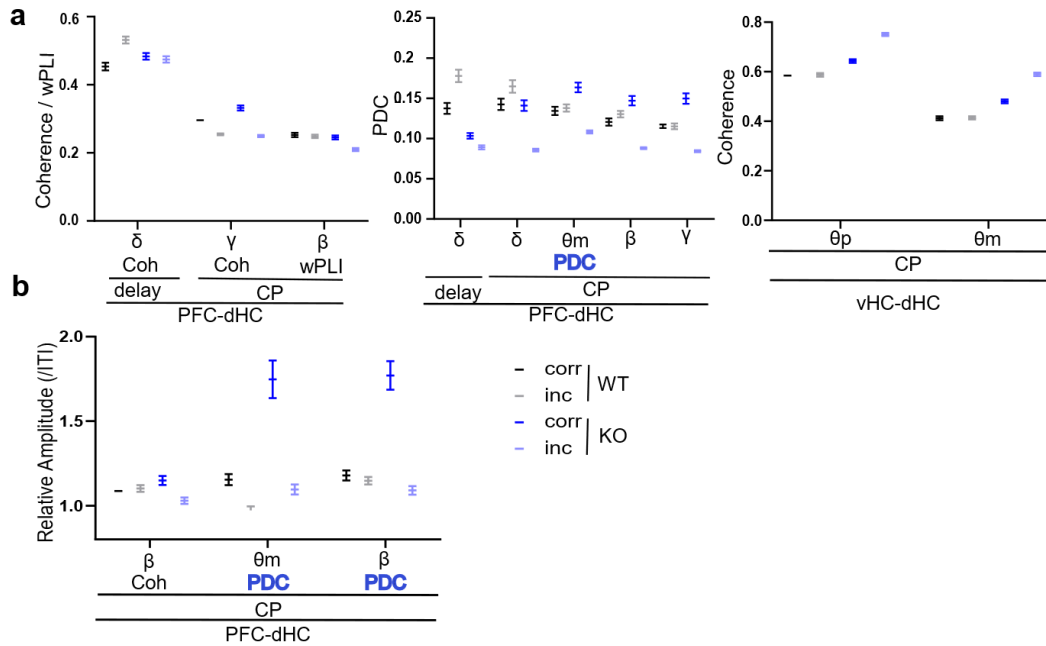 a
Coherence / wPLI
0.6
0.4
0.2
0.0
δ γ β
Coh Coh wPLI
delay CP
PFC-dHC
PDC
0.25
0.20
0.15
0.10
0.05
0.00
δ δ θm β γ
PDC
delay CP
PFC-dHC
Coherence
0.8
0.6
0.4
0.2
0.0
θp θm
CP
vHC-dHC
b
Relative Amplitude (/ITI)
2.0
1.5
1.0
β θm β
Coh PDC PDC
CP
PFC-dHC
corr
inc
WT
corr
inc
KO